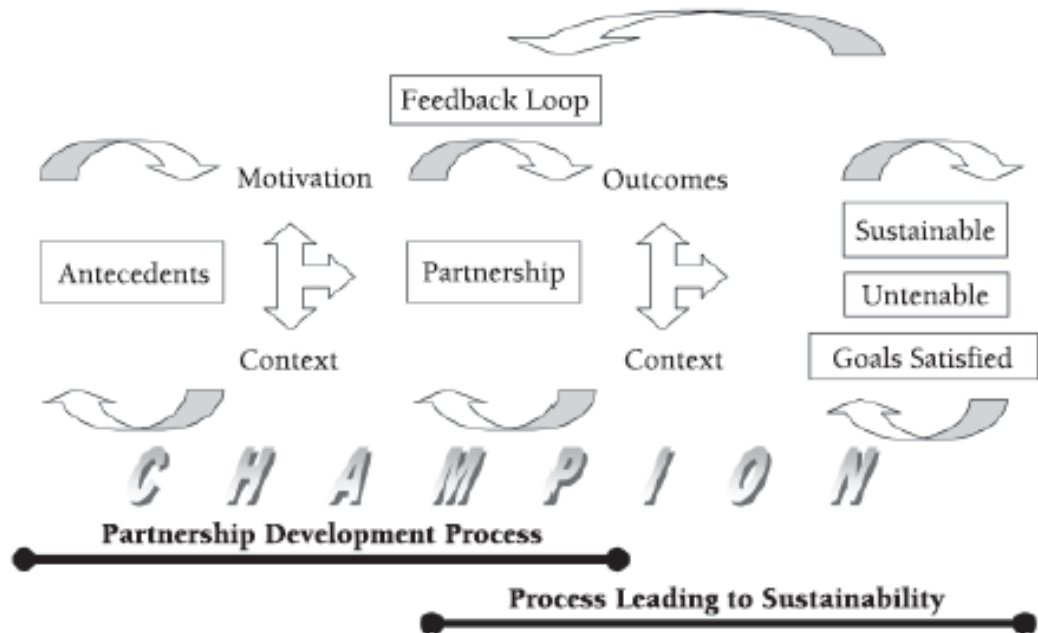 Feedback Loop
Motivation
Outcomes
Sustainable
Antecedents
Partnership
Untenable
Context
Context
Goals Satisfied
CHAMPION
Partnership Development Process
Process Leading to Sustainability